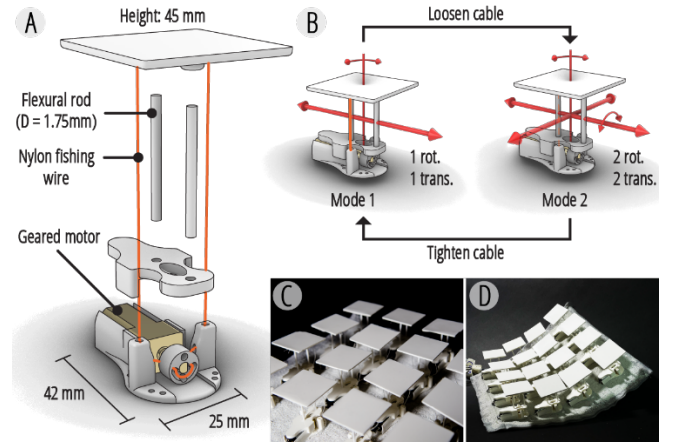 A
Height: 45 mm
Flexural rod
(D = 1.75mm)
Nylon fishing
wire
Geared motor
42 mm
25 mm
B
Loosen cable
1 rot.
1 trans.
Mode 1
2 rot.
2 trans.
Mode 2
Tighten cable
C
D